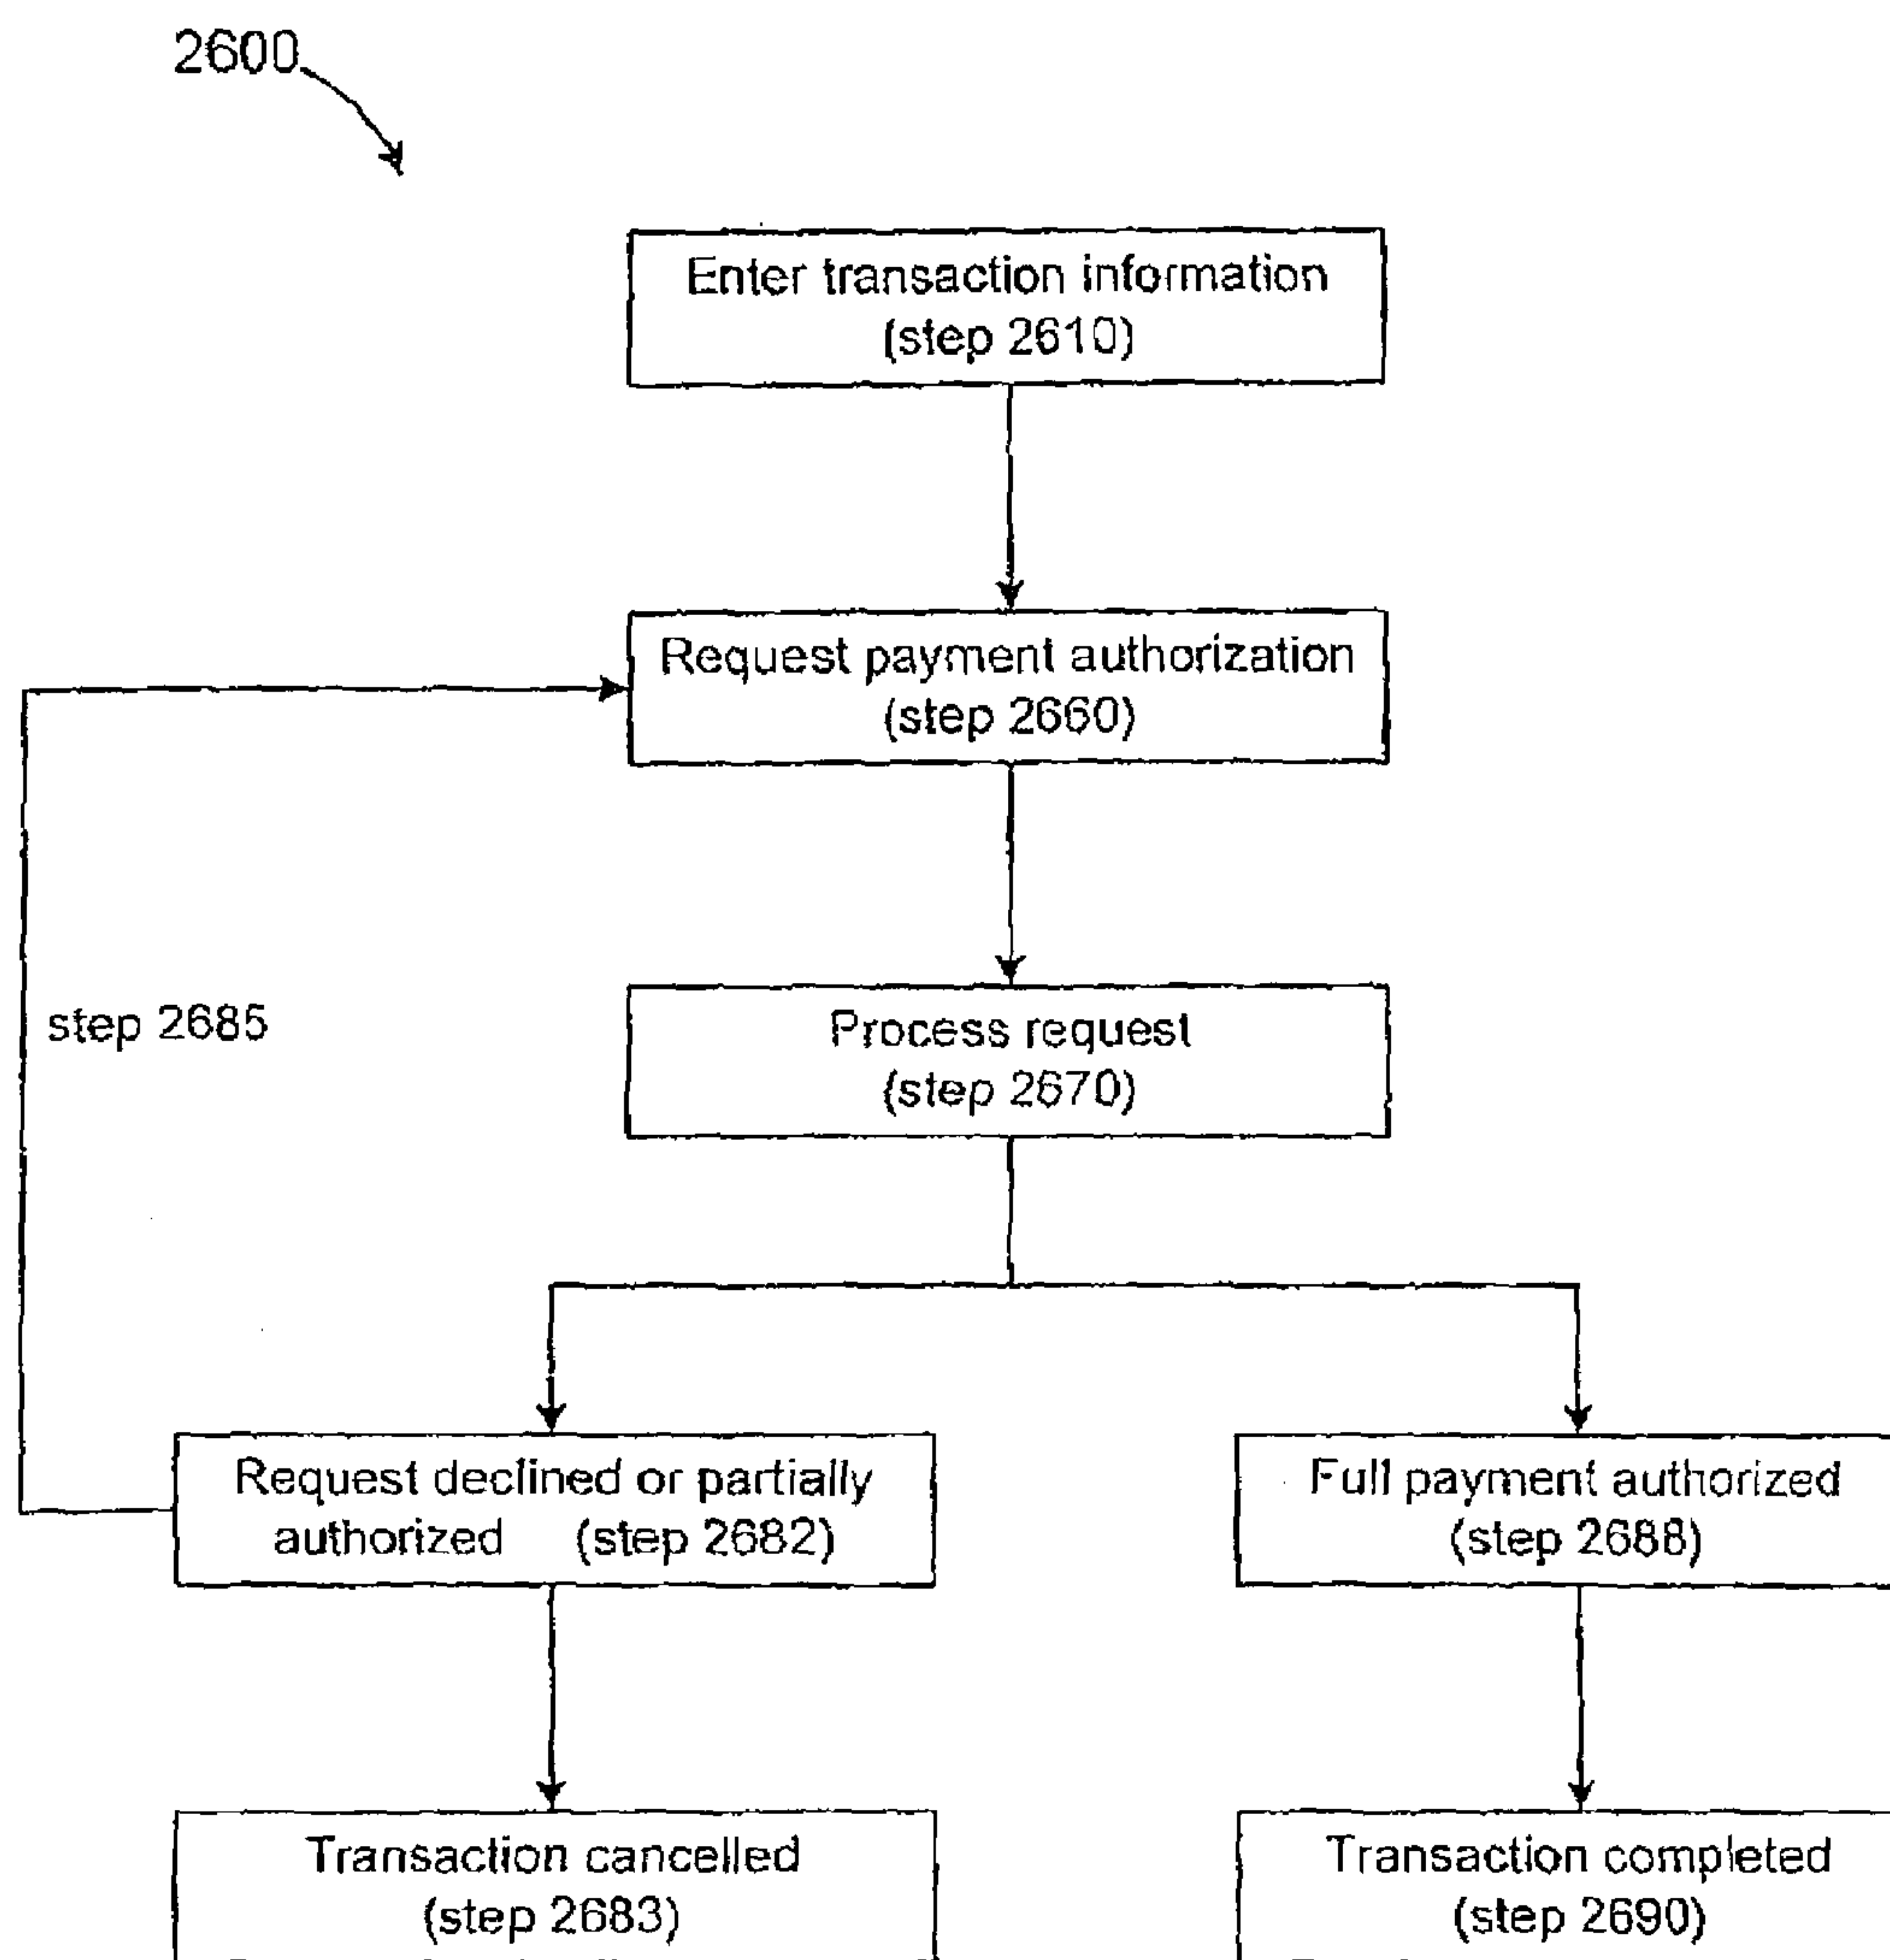 2600
Enter transaction information
(step 2610)
Request payment authorization
(step 2660)
step 2685
Process request
(step 2670)
Request declined or partially
authorized (step 2682)
Full payment authorized
(step 2688)
Transaction cancelled
(step 2683)
Transaction completed
(step 2690)